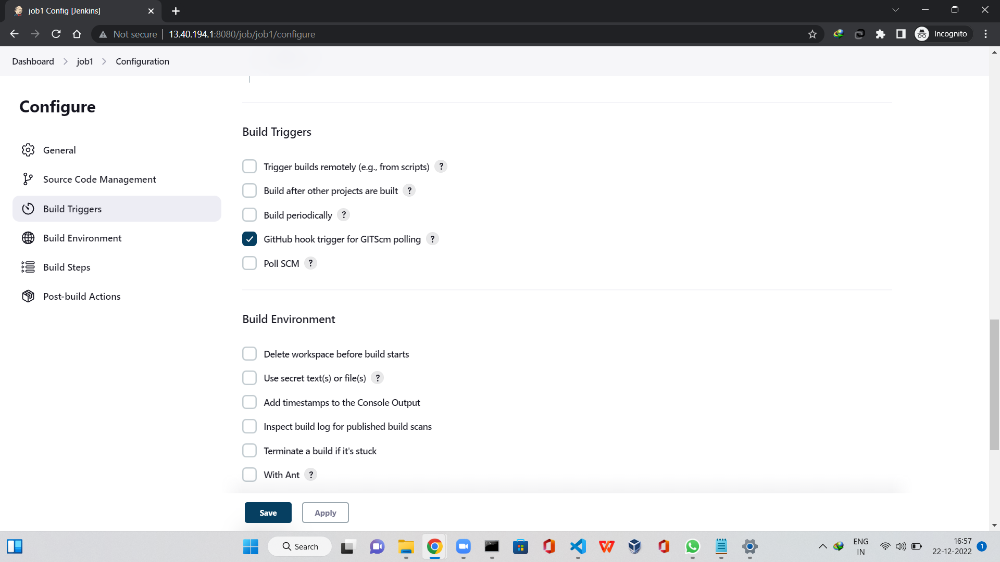 job1 Config [Jenkins]
Not secure
13.40.194.1:8080/job/job1/configure
Incognito
Dashboard
job1
Configuration
Configure
General
Source Code Management
Build Triggers
Build Environment
Build Steps
Post-build Actions
Build Triggers
Trigger builds remotely (e.g., from scripts) ?
Build after other projects are built ?
Build periodically ?
GitHub hook trigger for GITScm polling ?
Poll SCM ?
Build Environment
Delete workspace before build starts
Use secret text(s) or file(s) ?
Add timestamps to the Console Output
Inspect build log for published build scans
Terminate a build if it's stuck
With Ant ?
Save
Apply
Search
ENG
IN
16:57
22-12-2022
1